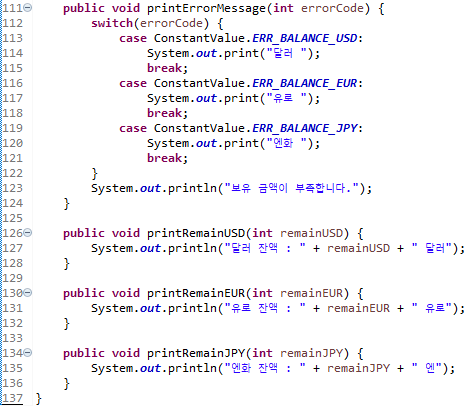 111 public void printErrorMessage(int errorCode) {
112 switch(errorCode) {
113 case ConstantValue.ERR_BALANCE_USD:
114 System.out.print("달러 ");
115 break;
116 case ConstantValue.ERR_BALANCE_EUR:
117 System.out.print("유로 ");
118 break;
119 case ConstantValue.ERR_BALANCE_JPY:
120 System.out.print("엔화 ");
121 break;
122 }
123 System.out.println("보유 금액이 부족합니다.");
124 }
125
126 public void printRemainUSD(int remainUSD) {
127 System.out.println("달러 잔액 : " + remainUSD + " 달러");
128 }
129
130 public void printRemainEUR(int remainEUR) {
131 System.out.println("유로 잔액 : " + remainEUR + " 유로");
132 }
133
134 public void printRemainJPY(int remainJPY) {
135 System.out.println("엔화 잔액 : " + remainJPY + " 엔");
136 }
137 }